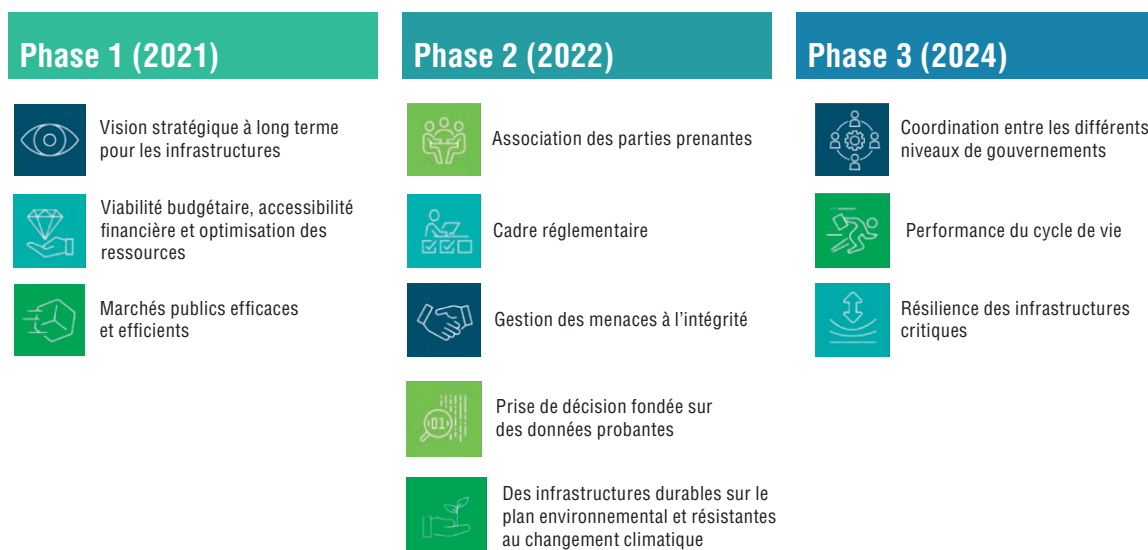 Phase 1 (2021)
Vision stratégique à long terme
pour les infrastructures
Viabilité budgétaire, accessibilité
financière et optimisation des
ressources
Marchés publics efficaces
et efficients
Phase 2 (2022)
Association des parties prenantes
Cadre réglementaire
Gestion des menaces à l’intégrité
Prise de décision fondée sur
des données probantes
Des infrastructures durables sur le
plan environnemental et résistantes
au changement climatique
Phase 3 (2024)
Coordination entre les différents
niveaux de gouvernements
Performance du cycle de vie
Résilience des infrastructures
critiques